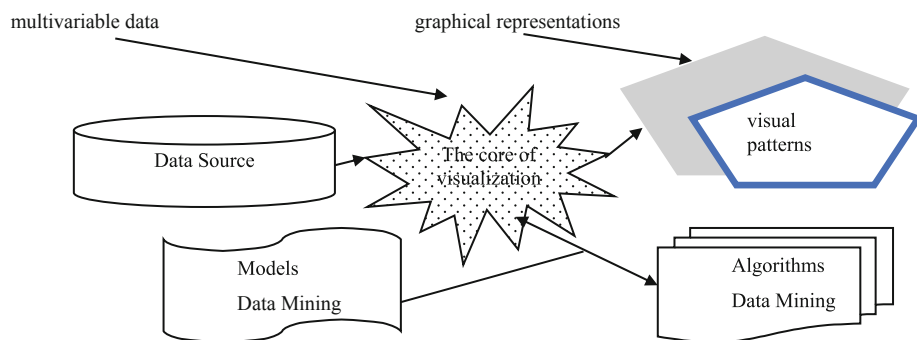 multivariable data
graphical representations
Data Source
The core of
visualization
visual
patterns
Models
Data Mining
Algorithms
Data Mining